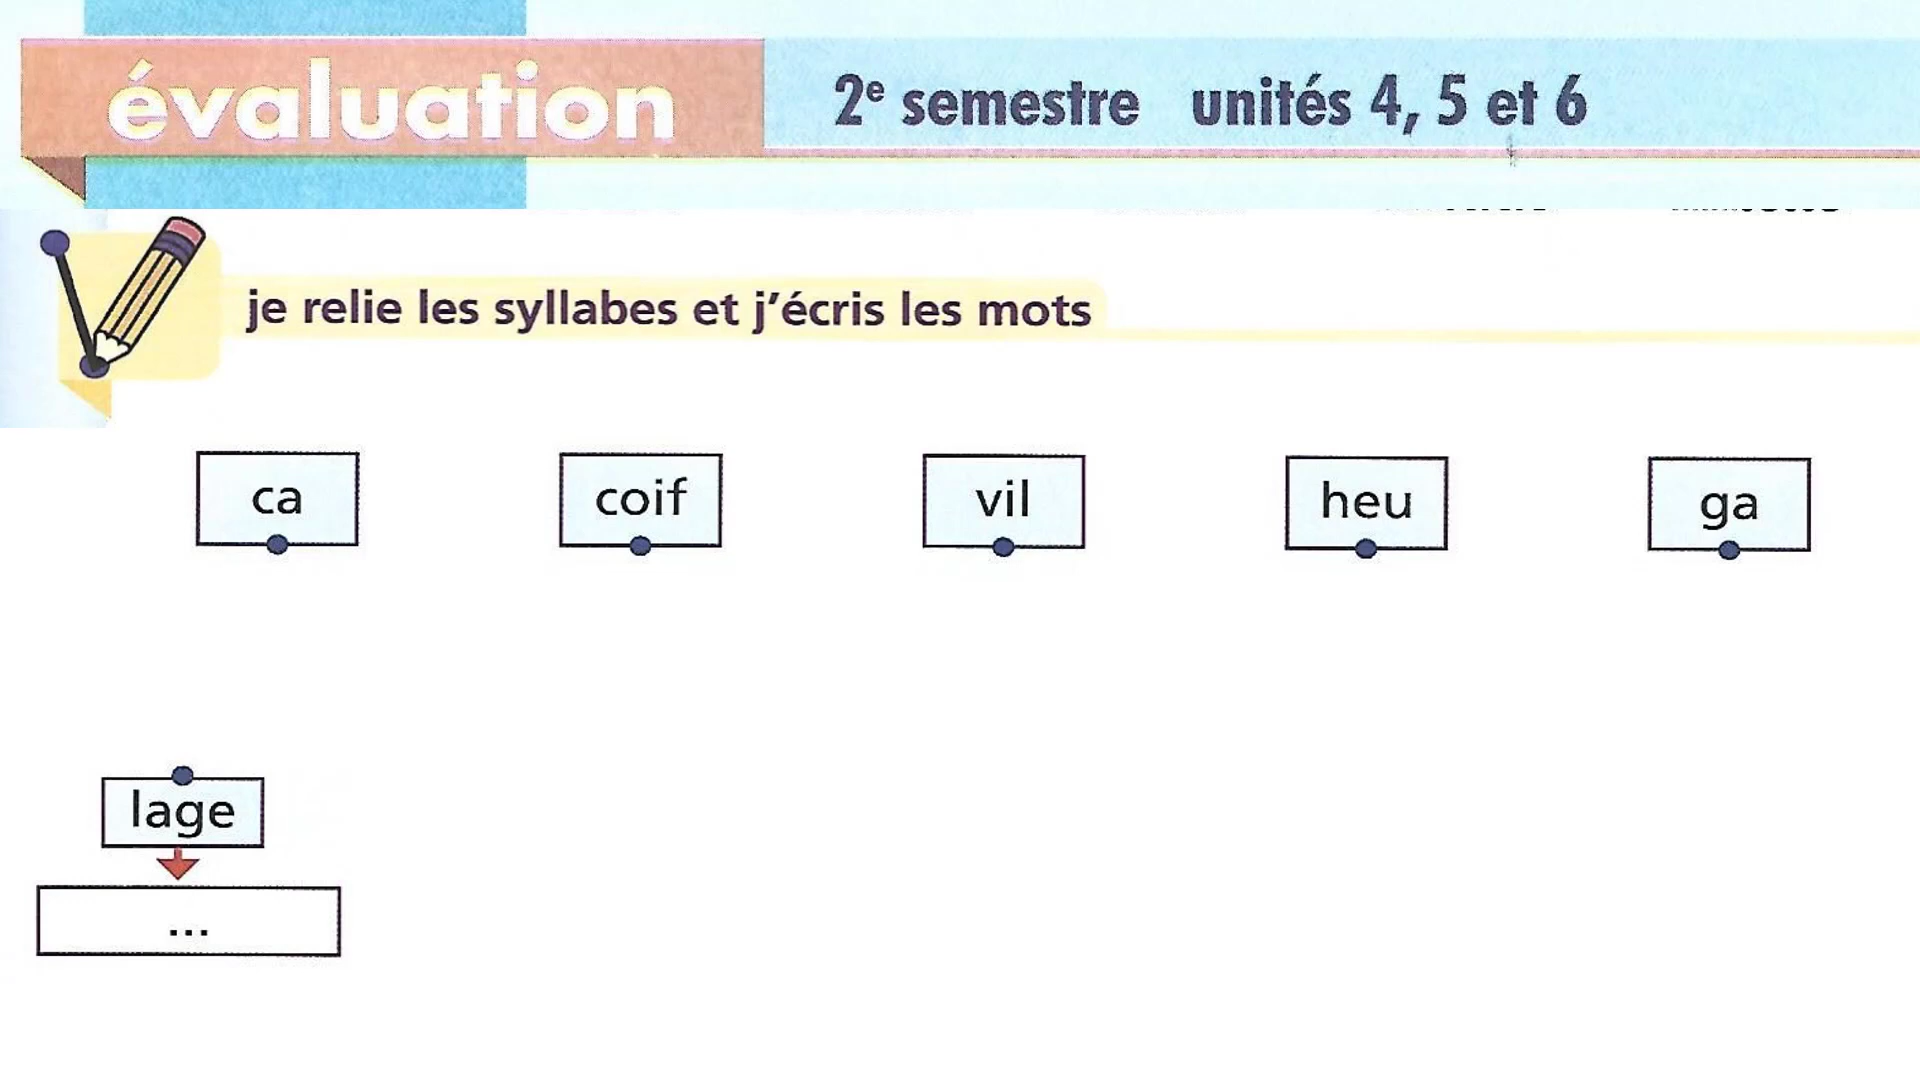 évaluation 2e semestre unités 4, 5 et 6
je relie les syllabes et j'écris les mots
ca coif vil heu ga
lage
...